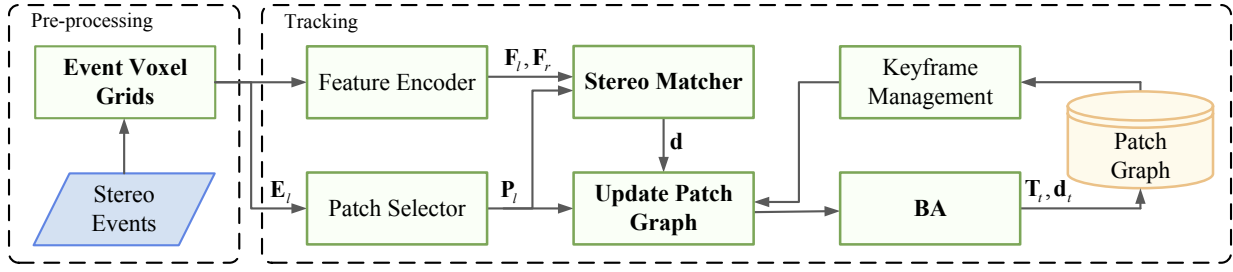 Pre-processing
Event Voxel
Grids
Stereo
Events
Tracking
Feature Encoder
F_l, F_r
Stereo Matcher
d
E_l
Patch Selector
P_l
Update Patch
Graph
Keyframe
Management
BA
T_t, d_t
Patch
Graph